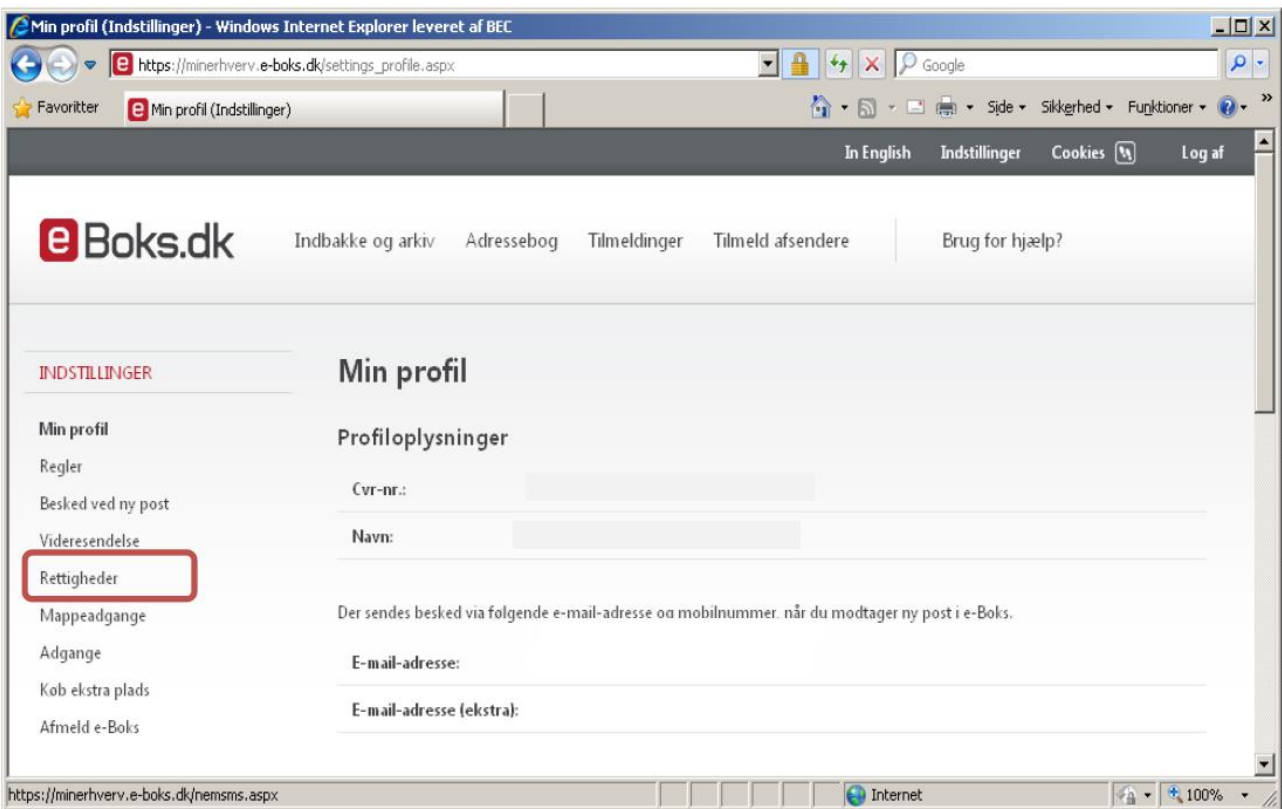 Min profil (Indstillinger) - Windows Internet Explorer leveret af BEC
https://minerhverv.e-boks.dk/settings_profile.aspx
Google
Favoritter
Min profil (Indstillinger)
Side
Sikkerhed
Funktioner
»
In English Indstillinger Cookies Log af
e Boks.dk
Indbakke og arkiv Adressebog Tilmeldinger Tilmeld afsendere Brug for hjælp?
INDSTILLINGER
Min profil
Regler
Besked ved ny post
Videresendelse
Rettigheder
Mappeadgange
Adgange
Køb ekstra plads
Afmeld e-Boks
Min profil
Profiloplysninger
Cvr-nr.:
Navn:
Der sendes besked via følgende e-mail-adresse og mobilnummer, når du modtager ny post i e-Boks.
E-mail-adresse:
E-mail-adresse (ekstra):
https://minerhverv.e-boks.dk/nemsms.aspx
Internet
100%